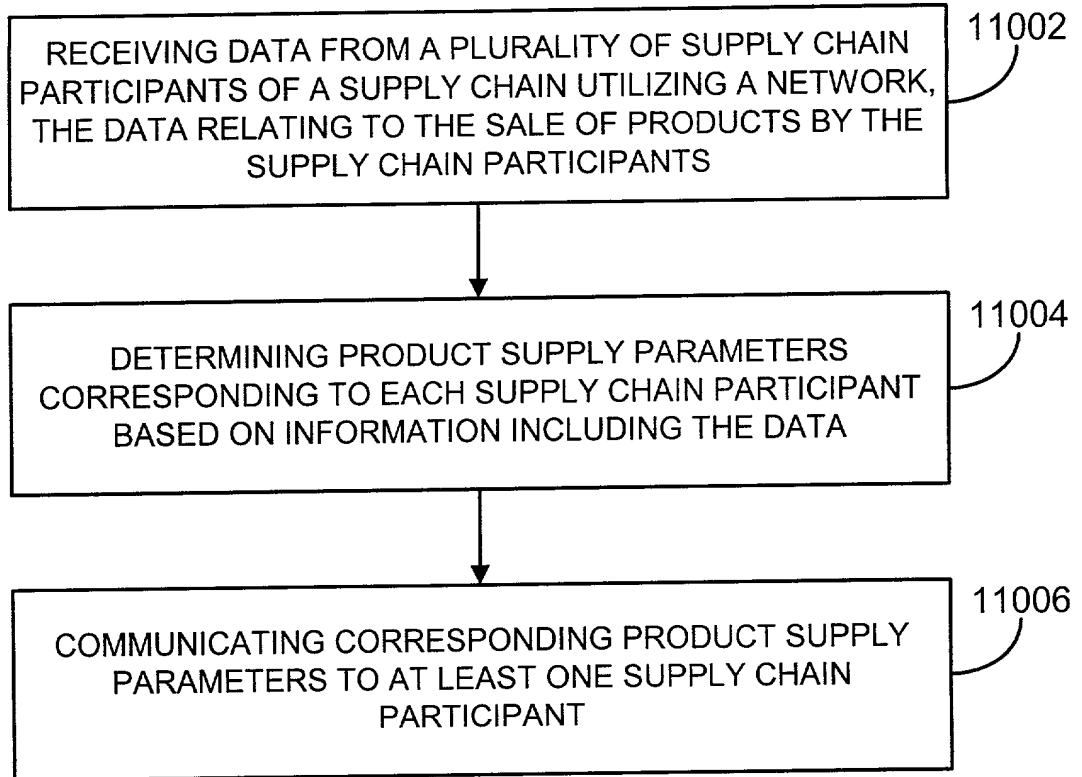 11002
RECEIVING DATA FROM A PLURALITY OF SUPPLY CHAIN
PARTICIPANTS OF A SUPPLY CHAIN UTILIZING A NETWORK,
THE DATA RELATING TO THE SALE OF PRODUCTS BY THE
SUPPLY CHAIN PARTICIPANTS
11004
DETERMINING PRODUCT SUPPLY PARAMETERS
CORRESPONDING TO EACH SUPPLY CHAIN PARTICIPANT
BASED ON INFORMATION INCLUDING THE DATA
11006
COMMUNICATING CORRESPONDING PRODUCT SUPPLY
PARAMETERS TO AT LEAST ONE SUPPLY CHAIN
PARTICIPANT